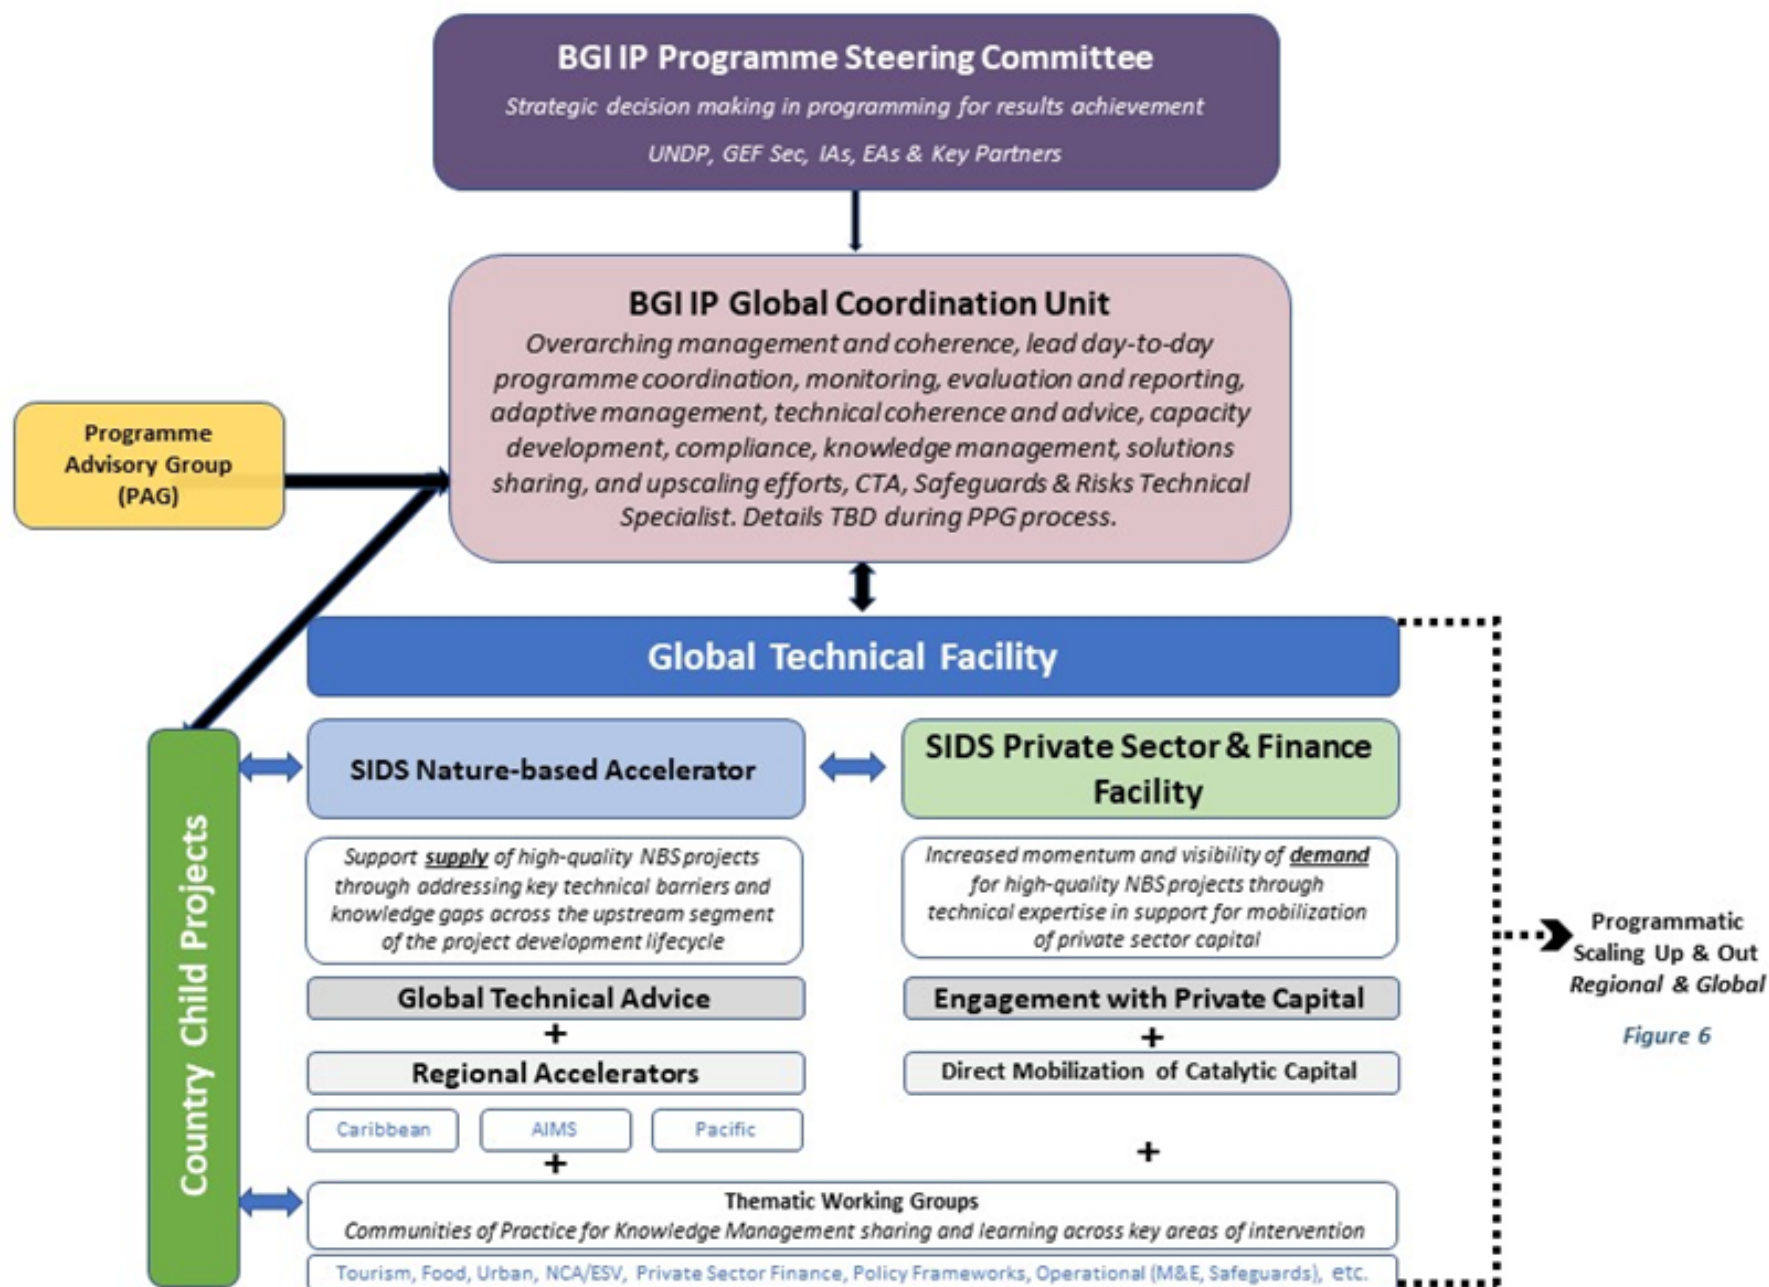 BGI IP Programme Steering Committee
Strategic decision making in programming for results achievement
UNDP, GEF Sec, IAs, EAs & Key Partners
BGI IP Global Coordination Unit
Overarching management and coherence, lead day-to-day
programme coordination, monitoring, evaluation and reporting,
adaptive management, technical coherence and advice, capacity
development, compliance, knowledge management, solutions
sharing, and upscaling efforts, CTA, Safeguards & Risks Technical
Specialist. Details TBD during PPG process.
Programme
Advisory Group
(PAG)
Global Technical Facility
Country Child Projects
SIDS Nature-based Accelerator
Support supply of high-quality NBS projects
through addressing key technical barriers and
knowledge gaps across the upstream segment
of the project development lifecycle
Global Technical Advice
+
Regional Accelerators
Caribbean
AIMS
Pacific
+
SIDS Private Sector & Finance
Facility
Increased momentum and visibility of demand
for high-quality NBS projects through
technical expertise in support for mobilization
of private sector capital
Engagement with Private Capital
+
Direct Mobilization of Catalytic Capital
+
Thematic Working Groups
Communities of Practice for Knowledge Management sharing and learning across key areas of intervention
Tourism, Food, Urban, NCA/ESV, Private Sector Finance, Policy Frameworks, Operational (M&E, Safeguards), etc.
Programmatic
Scaling Up & Out
Regional & Global
Figure 6